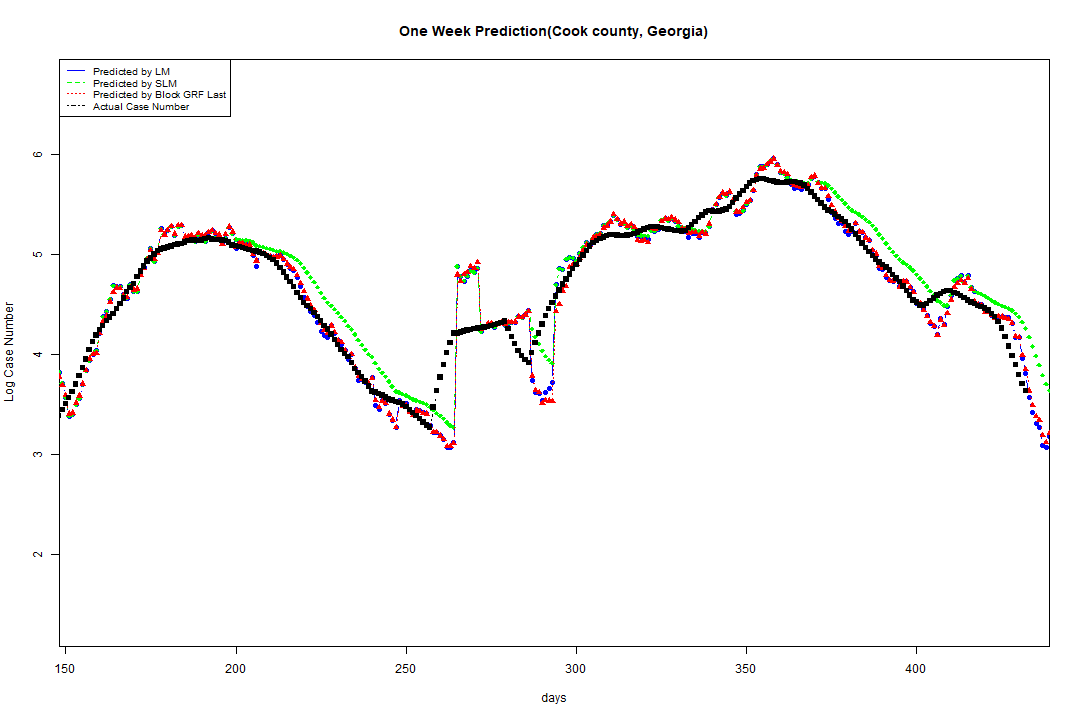 One Week Prediction(Cook county, Georgia)
Predicted by LM
Predicted by SLM
Predicted by Block GRF Last
Actual Case Number
6
5
4
3
2
Log Case Number
150 200 250 300 350 400
days